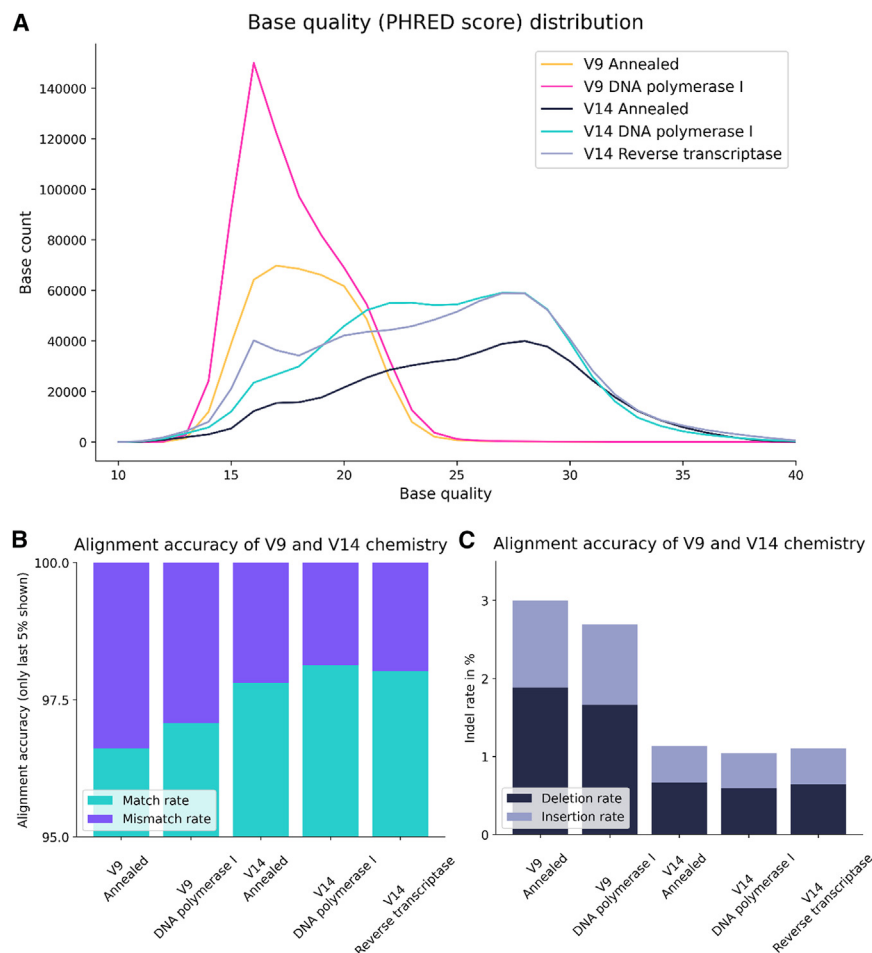 A
Base quality (PHRED score) distribution
V9 Annealed
V9 DNA polymerase I
V14 Annealed
V14 DNA polymerase I
V14 Reverse transcriptase
Base count
140000
120000
100000
80000
60000
40000
20000
0
10
15
20
25
30
35
40
Base quality
B
Alignment accuracy of V9 and V14 chemistry
Alignment accuracy (only last 5% shown)
100.0
97.5
95.0
Match rate
Mismatch rate
V9
Annealed
V9
DNA polymerase I
V14
Annealed
V14
DNA polymerase I
V14
Reverse transcriptase
C
Alignment accuracy of V9 and V14 chemistry
Indel rate in %
3
2
1
0
Deletion rate
Insertion rate
V9
Annealed
V9
DNA polymerase I
V14
Annealed
V14
DNA polymerase I
V14
Reverse transcriptase